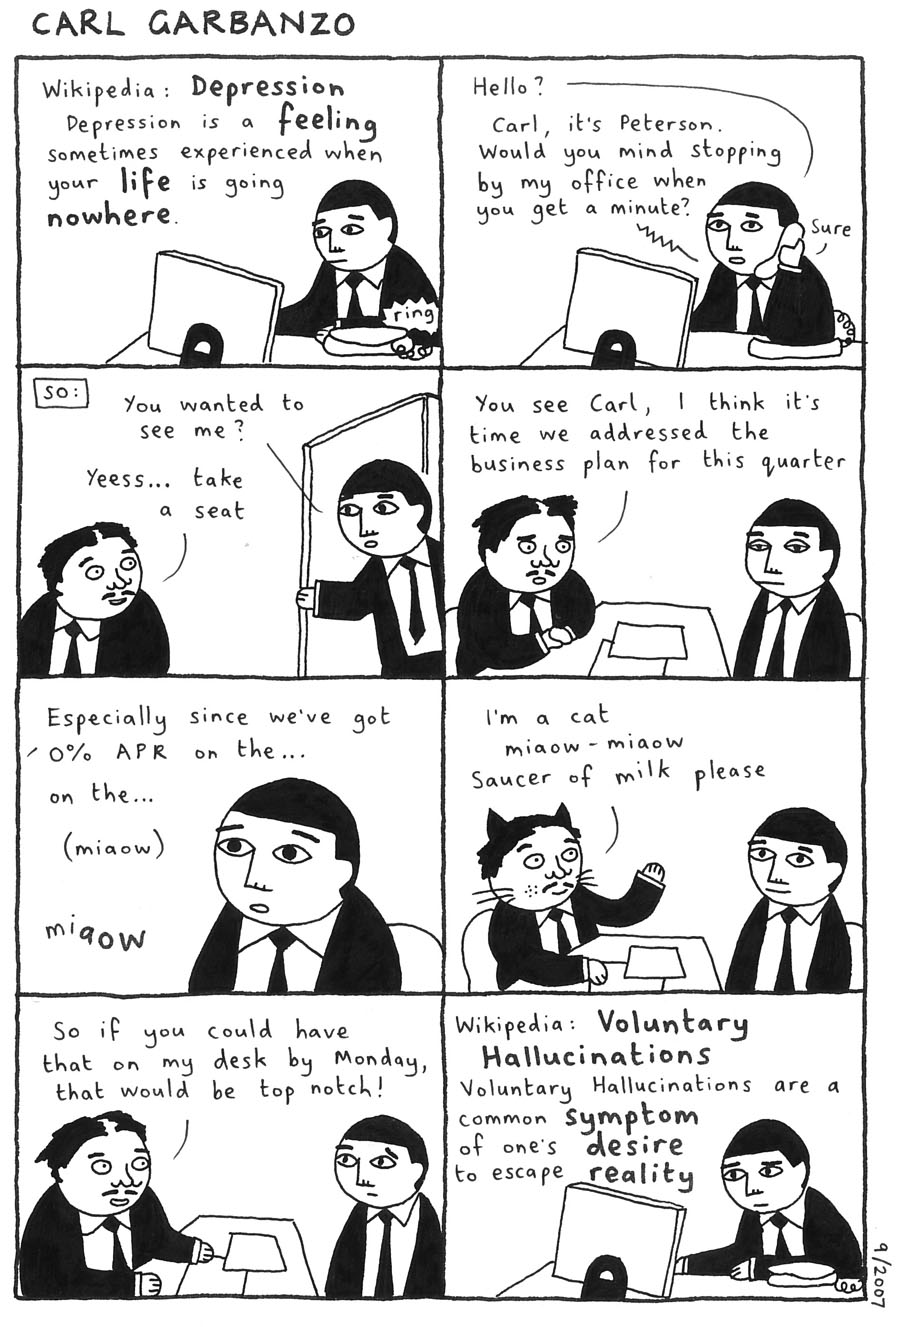 CARL GARBANZO
Wikipedia: Depression
Depression is a feeling
sometimes experienced when
your life is going
nowhere.
ring
Hello?
Carl, it's Peterson.
Would you mind stopping
by my office when
you get a minute?
Sure
SO:
You wanted to
see me?
Yeess... take
a seat
You see Carl, I think it's
time we addressed the
business plan for this quarter
Especially since we've got
0% APR on the...
on the...
(miaow)
miaow
I'm a cat
miaow-miaow
Saucer of milk please
So if you could have
that on my desk by Monday,
that would be top notch!
Wikipedia: Voluntary
Hallucinations
Voluntary Hallucinations are a
common symptom
of one's desire
to escape reality
9/2007